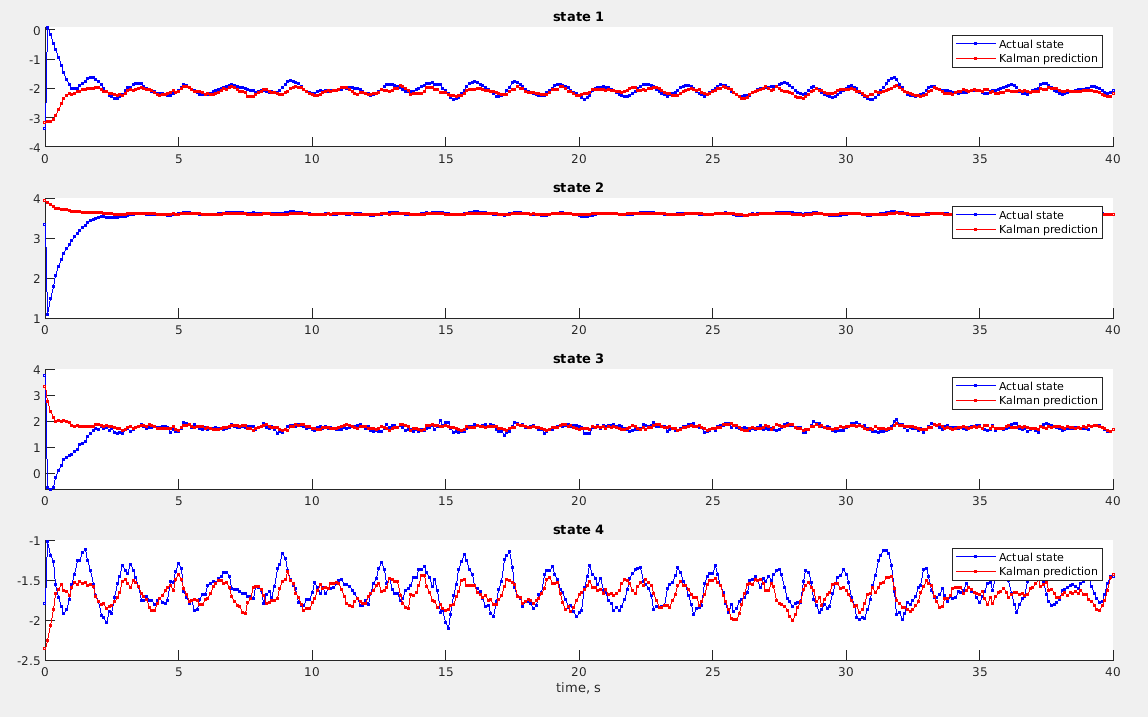 state 1
0
-1
-2
-3
-4
Actual state
Kalman prediction
0 5 10 15 20 25 30 35 40
state 2
4
3
2
1
Actual state
Kalman prediction
0 5 10 15 20 25 30 35 40
state 3
4
3
2
1
0
Actual state
Kalman prediction
0 5 10 15 20 25 30 35 40
state 4
-1
-1.5
-2
-2.5
Actual state
Kalman prediction
0 5 10 15 20 25 30 35 40
time, s